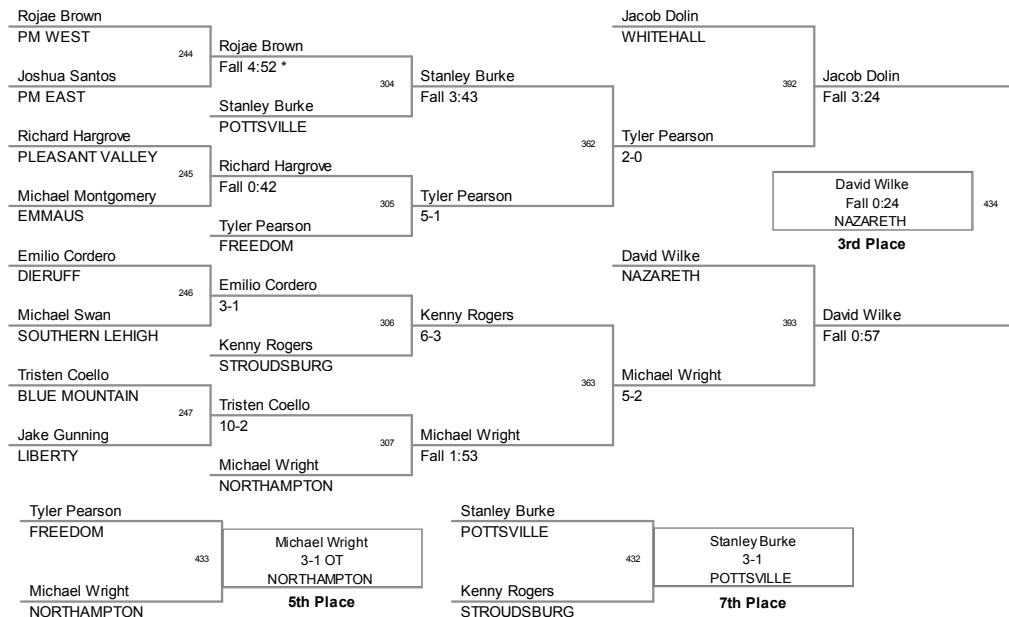 Rojae Brown
PM WEST
244
Joshua Santos
PM EAST
Richard Hargrove
PLEASANT VALLEY
245
Michael Montgomery
EMMAUS
Emilio Cordero
DIERUFF
246
Michael Swan
SOUTHERN LEHIGH
Tristen Coello
BLUE MOUNTAIN
247
Jake Gunning
LIBERTY
Rojae Brown
Fall 4:52 *
304
Stanley Burke
POTTSVILLE
Richard Hargrove
Fall 0:42
305
Tyler Pearson
FREEDOM
Emilio Cordero
3-1
306
Kenny Rogers
STROUDSBURG
Tristen Coello
10-2
307
Michael Wright
NORTHAMPTON
Stanley Burke
Fall 3:43
362
Tyler Pearson
5-1
Kenny Rogers
6-3
363
Michael Wright
Fall 1:53
Jacob Dolin
WHITEHALL
392
Tyler Pearson
2-0
David Wilke
NAZARETH
393
Michael Wright
5-2
Jacob Dolin
Fall 3:24
David Wilke
Fall 0:24
NAZARETH
434
3rd Place
David Wilke
Fall 0:57
Tyler Pearson
FREEDOM
433
Michael Wright
NORTHAMPTON
Michael Wright
3-1 OT
NORTHAMPTON
5th Place
Stanley Burke
POTTSVILLE
432
Kenny Rogers
STROUDSBURG
Stanley Burke
3-1
POTTSVILLE
7th Place